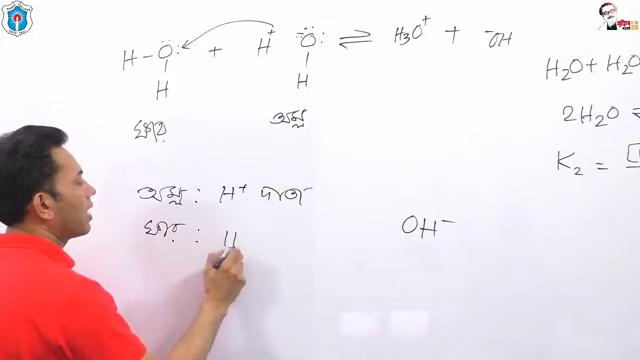 H–O: + H⁺ ⁻O: ⇌ H₃O⁺ + ⁻OH
H H
ক্ষার অম্ল
H₂O + H₂O
2H₂O ⇌
K₂ = [
অম্ল : H⁺ দাতা
ক্ষার :
OH⁻